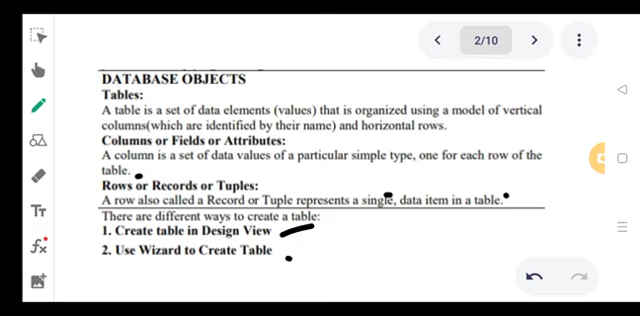 2/10
DATABASE OBJECTS
Tables:
A table is a set of data elements (values) that is organized using a model of vertical
columns(which are identified by their name) and horizontal rows.
Columns or Fields or Attributes:
A column is a set of data values of a particular simple type, one for each row of the
table.
Rows or Records or Tuples:
A row also called a Record or Tuple represents a single, data item in a table.
There are different ways to create a table:
1. Create table in Design View
2. Use Wizard to Create Table
TT
fx